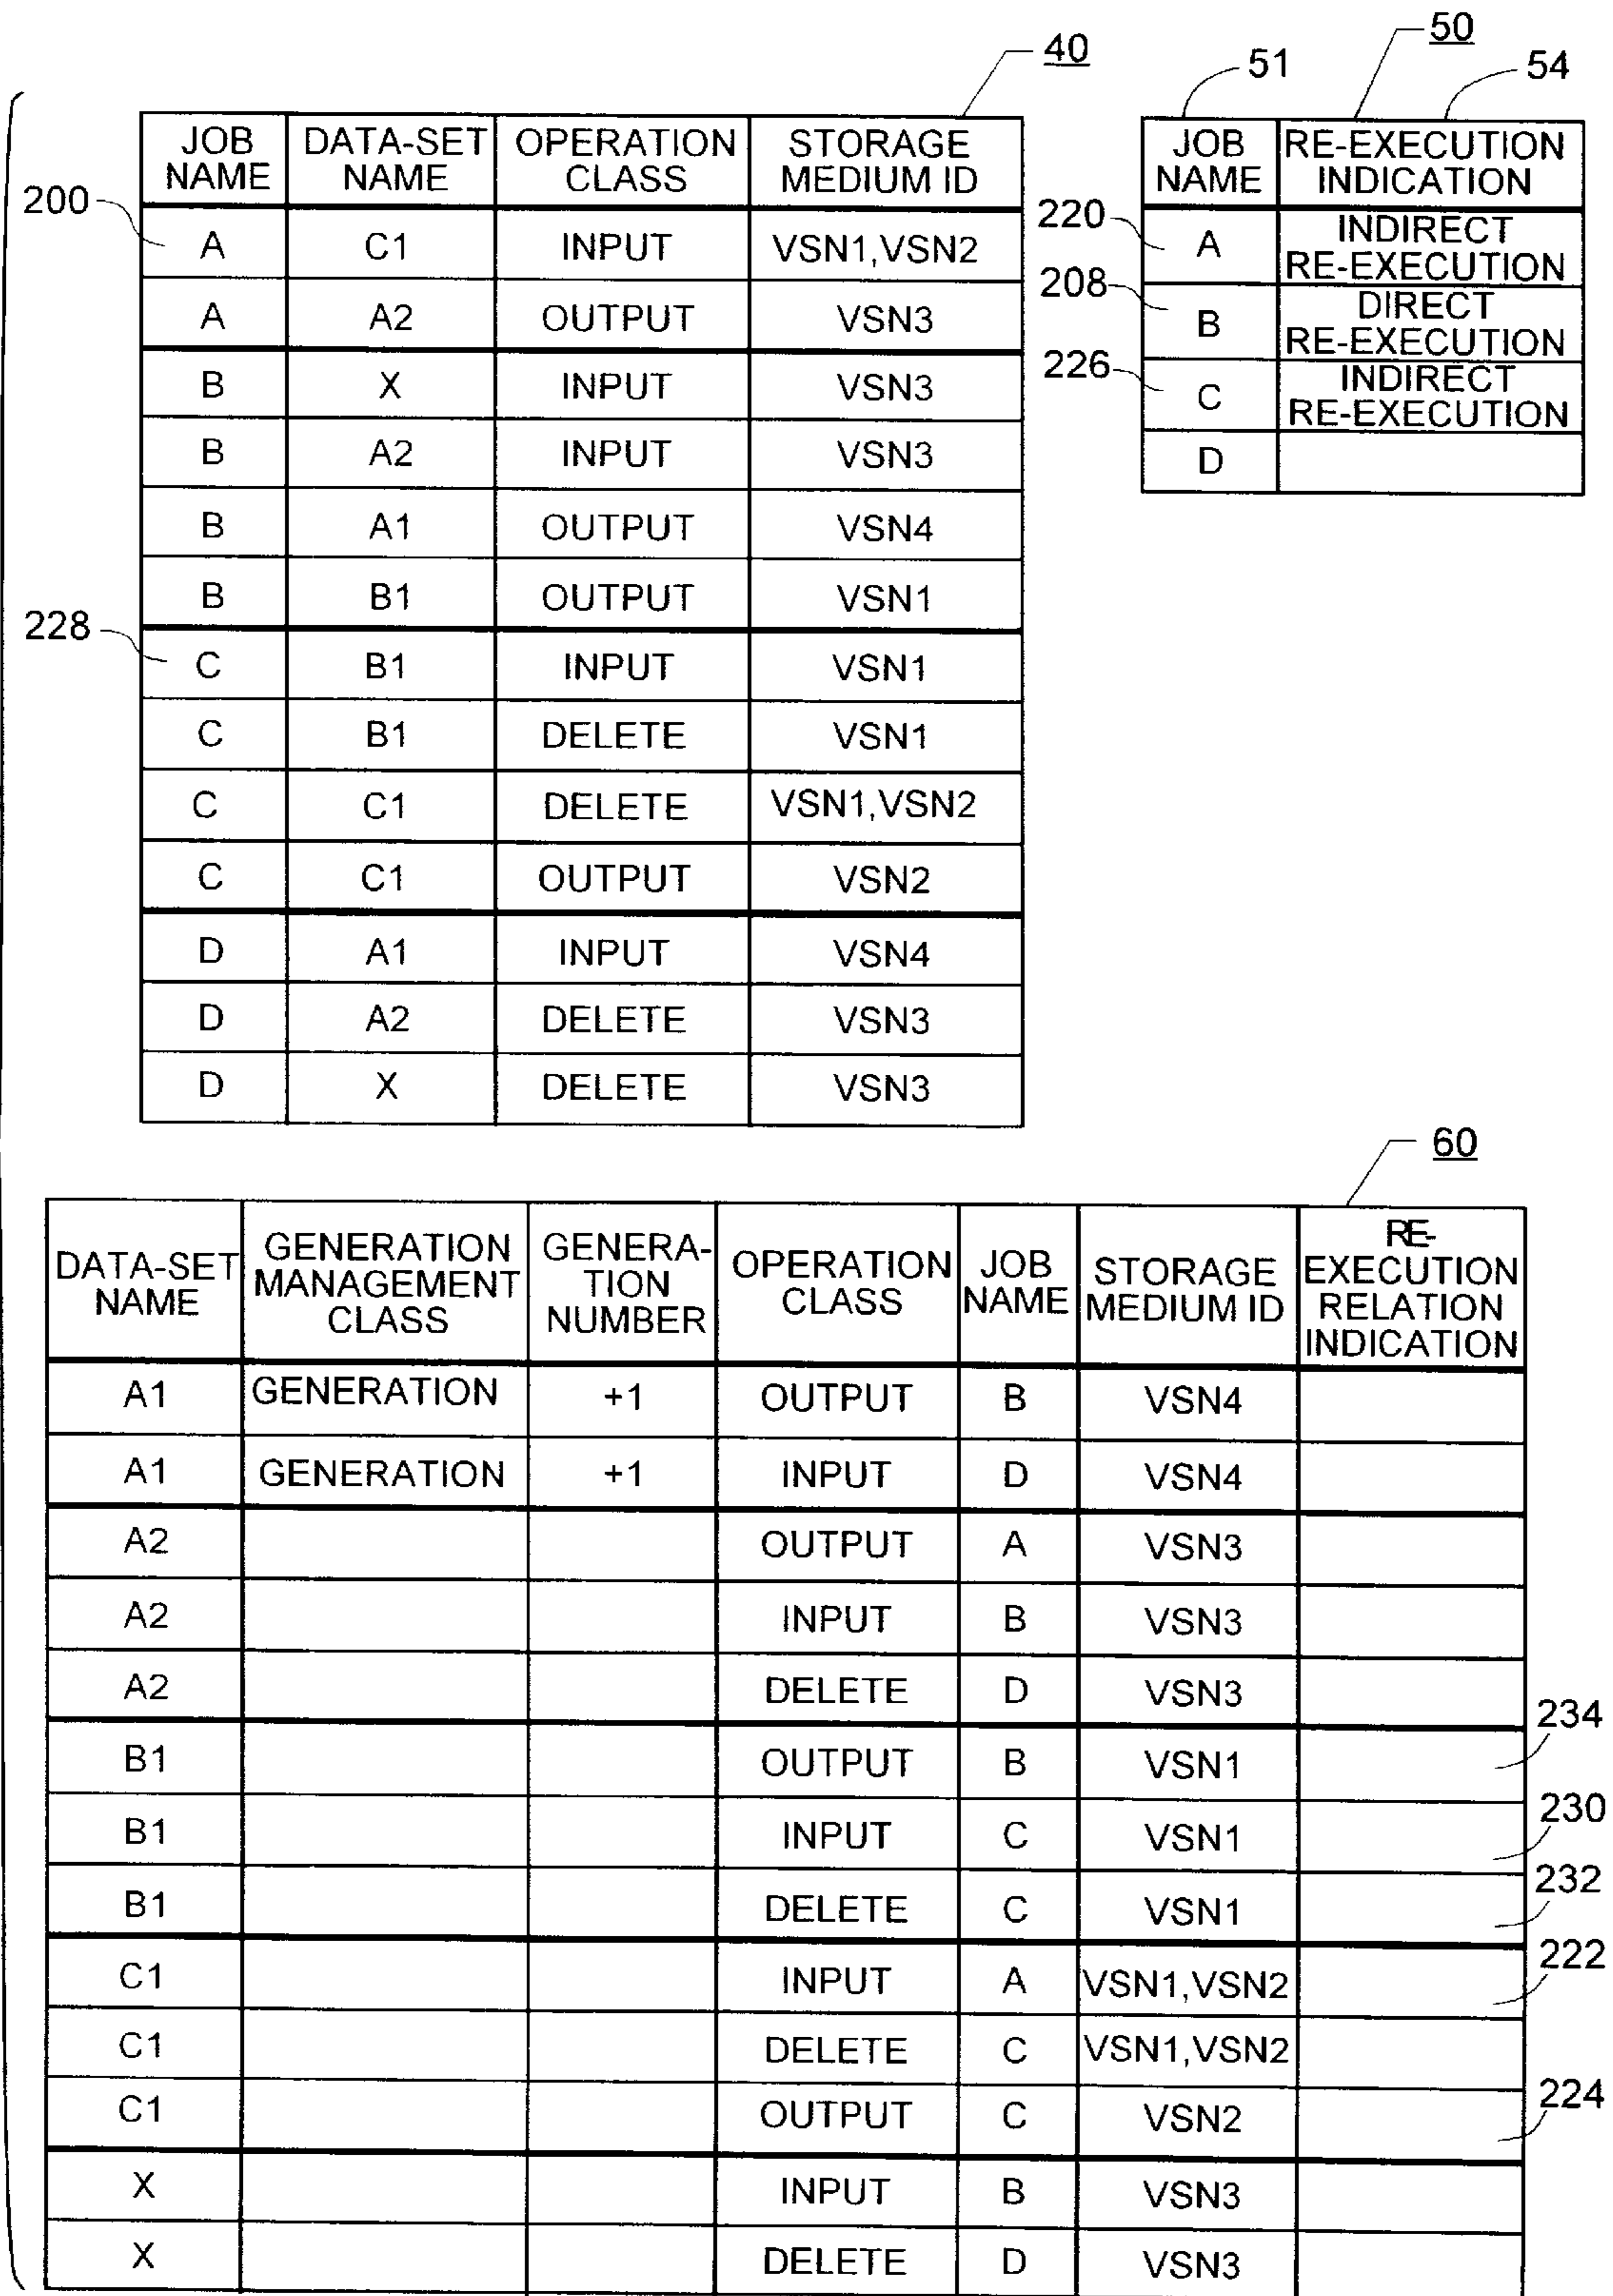 40
JOB NAME DATA-SET NAME OPERATION CLASS STORAGE MEDIUM ID
200
A C1 INPUT VSN1,VSN2
A A2 OUTPUT VSN3
B X INPUT VSN3
B A2 INPUT VSN3
B A1 OUTPUT VSN4
B B1 OUTPUT VSN1
228
C B1 INPUT VSN1
C B1 DELETE VSN1
C C1 DELETE VSN1,VSN2
C C1 OUTPUT VSN2
D A1 INPUT VSN4
D A2 DELETE VSN3
D X DELETE VSN3
50
51
54
JOB NAME RE-EXECUTION INDICATION
220
A INDIRECT RE-EXECUTION
208
B DIRECT RE-EXECUTION
226
C INDIRECT RE-EXECUTION
D
60
DATA-SET NAME GENERATION MANAGEMENT CLASS GENERA-TION NUMBER OPERATION CLASS JOB NAME STORAGE MEDIUM ID RE-EXECUTION RELATION INDICATION
A1 GENERATION +1 OUTPUT B VSN4
A1 GENERATION +1 INPUT D VSN4
A2 OUTPUT A VSN3
A2 INPUT B VSN3
A2 DELETE D VSN3
B1 OUTPUT B VSN1 234
B1 INPUT C VSN1 230
B1 DELETE C VSN1 232
C1 INPUT A VSN1,VSN2 222
C1 DELETE C VSN1,VSN2
C1 OUTPUT C VSN2 224
X INPUT B VSN3
X DELETE D VSN3